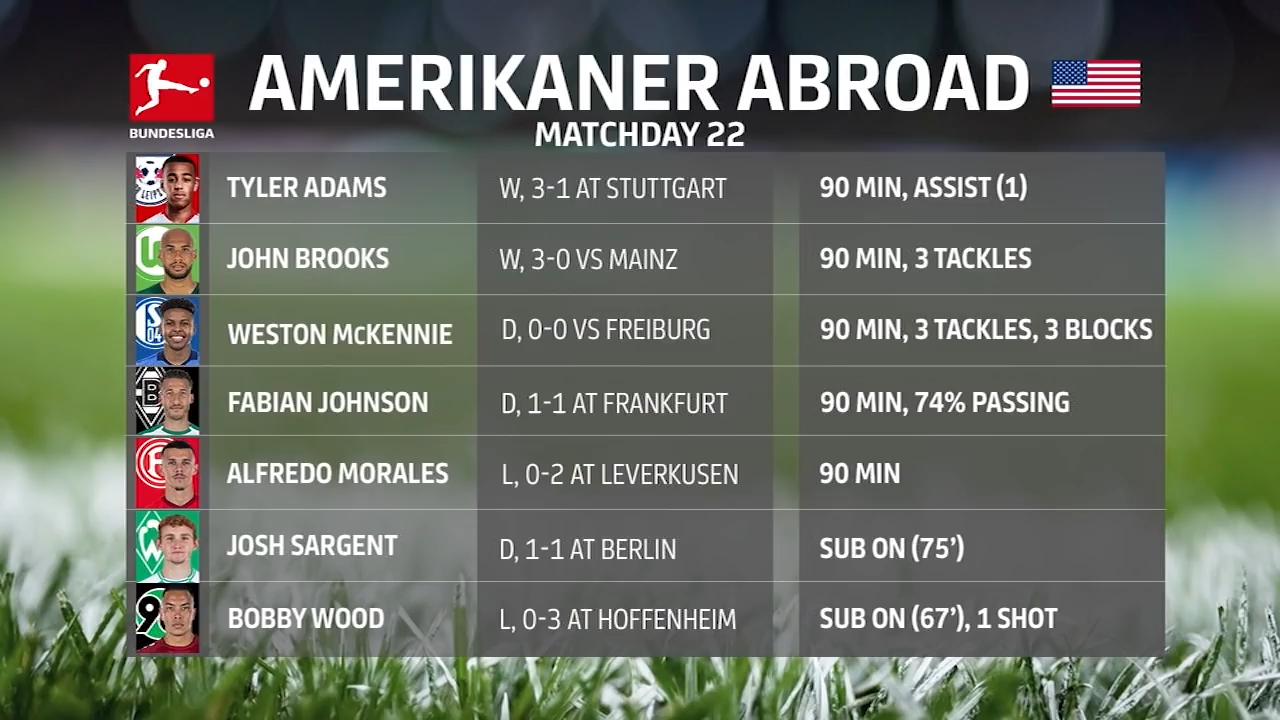 AMERIKANER ABROAD
BUNDESLIGA
MATCHDAY 22
TYLER ADAMS W, 3-1 AT STUTTGART 90 MIN, ASSIST (1)
JOHN BROOKS W, 3-0 VS MAINZ 90 MIN, 3 TACKLES
WESTON McKENNIE D, 0-0 VS FREIBURG 90 MIN, 3 TACKLES, 3 BLOCKS
FABIAN JOHNSON D, 1-1 AT FRANKFURT 90 MIN, 74% PASSING
ALFREDO MORALES L, 0-2 AT LEVERKUSEN 90 MIN
JOSH SARGENT D, 1-1 AT BERLIN SUB ON (75’)
BOBBY WOOD L, 0-3 AT HOFFENHEIM SUB ON (67’), 1 SHOT